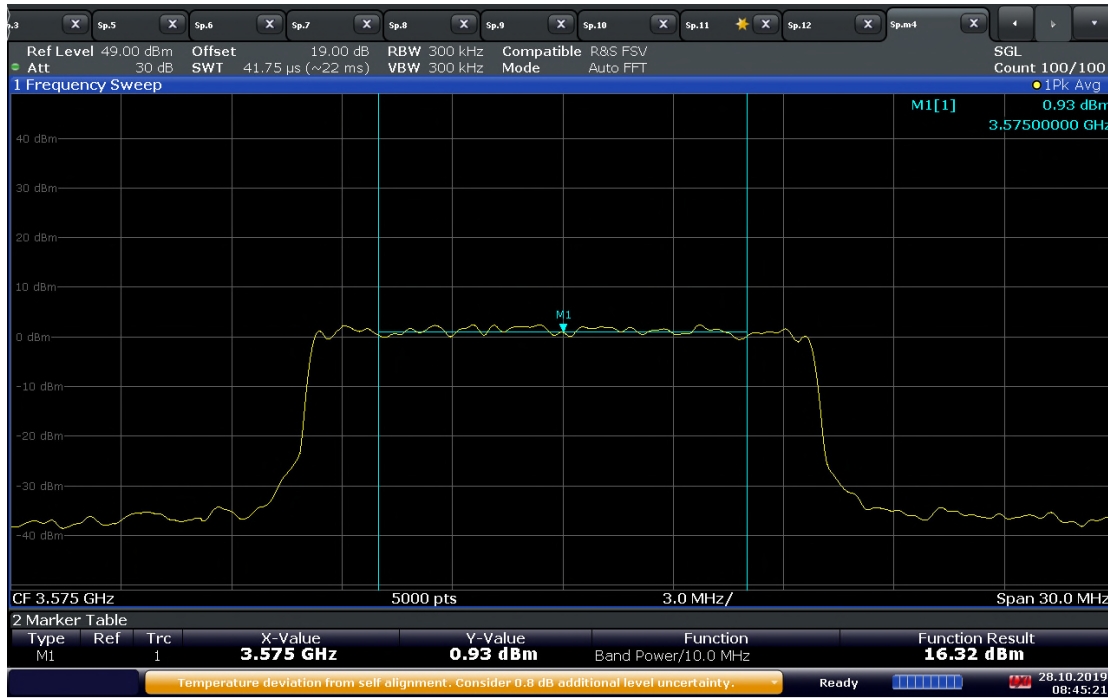 .3 X Sp.5 X Sp.6 X Sp.7 X Sp.8 X Sp.9 X Sp.10 X Sp.11 X Sp.12 X Sp.m4 X
Ref Level 49.00 dBm Offset 19.00 dB RBW 300 kHz Compatible R&S FSV SGL
Att 30 dB SWT 41.75 µs (~22 ms) VBW 300 kHz Mode Auto FFT Count 100/100
1 Frequency Sweep 1Pk Avg
M1[1] 0.93 dBm
3.57500000 GHz
40 dBm
30 dBm
20 dBm
10 dBm
M1
0 dBm
-10 dBm
-20 dBm
-30 dBm
-40 dBm
CF 3.575 GHz 5000 pts 3.0 MHz/ Span 30.0 MHz
2 Marker Table
Type Ref Trc X-Value Y-Value Function Function Result
M1 1 3.575 GHz 0.93 dBm Band Power/10.0 MHz 16.32 dBm
Temperature deviation from self alignment. Consider 0.8 dB additional level uncertainty. Ready 28.10.2019
08:45:21